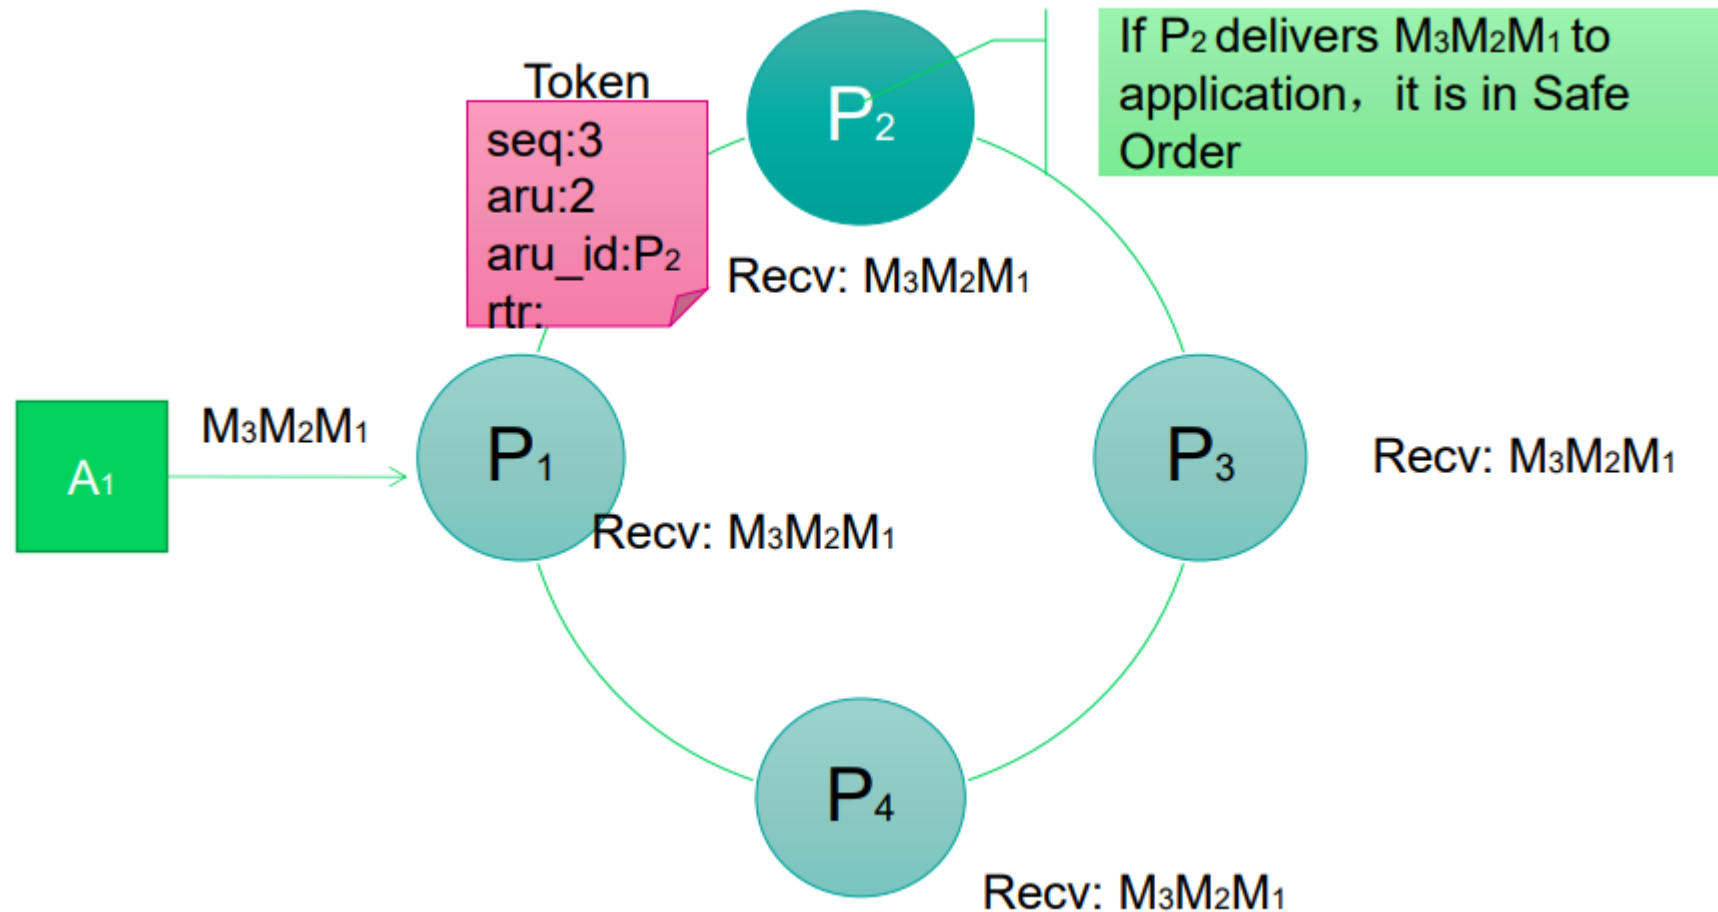 Token
seq:3
aru:2
aru_id:P2
rtr:
P2
If P2 delivers M3M2M1 to
application，it is in Safe
Order
Recv: M3M2M1
A1
M3M2M1
P1
Recv: M3M2M1
P3
Recv: M3M2M1
P4
Recv: M3M2M1